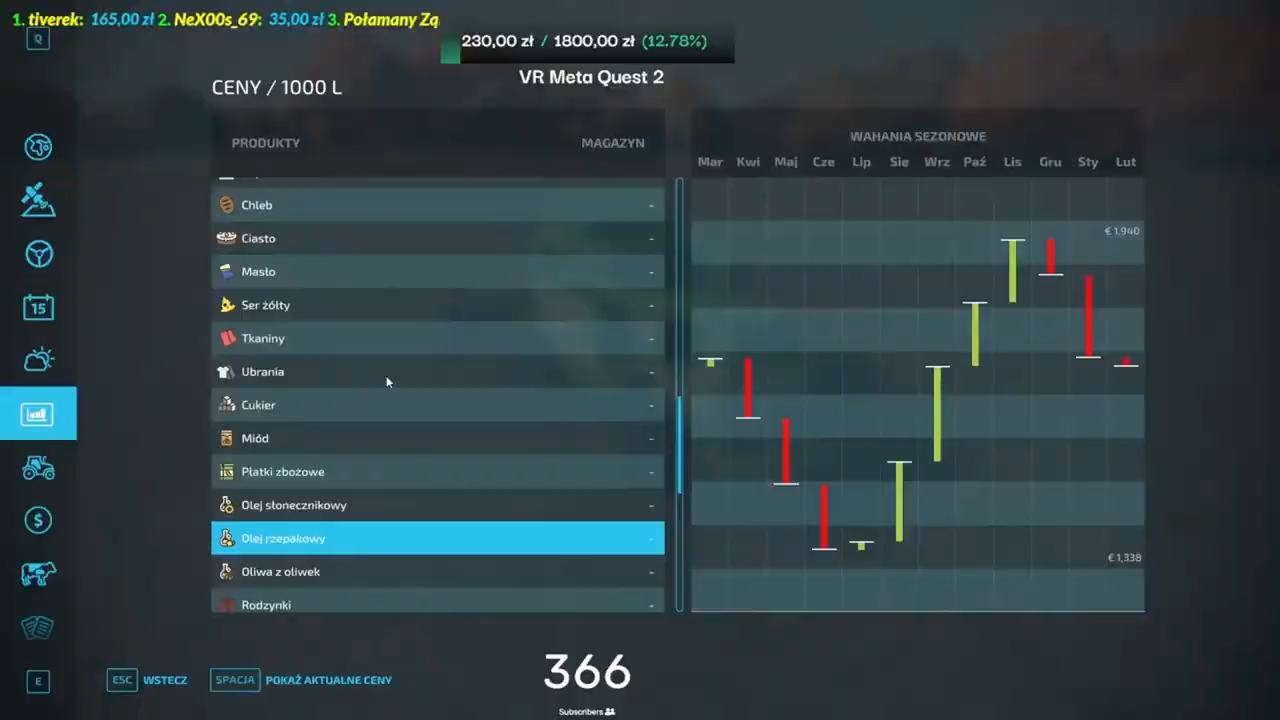 1. tiverek: 165,00 zł 2. NeX00s_69: 35,00 zł 3. Połamany Zą
Q
230,00 zł / 1800,00 zł (12.78%)
VR Meta Quest 2
CENY / 1000 L
PRODUKTY MAGAZYN
WAHANIA SEZONOWE
Mar Kwi Maj Cze Lip Sie Wrz Paź Lis Gru Sty Lut
Chleb -
€ 1,940
Ciasto -
Masło -
Ser żółty -
15
Tkaniny -
Ubrania -
Cukier -
Miód -
Płatki zbożowe -
Olej słonecznikowy -
$
Olej rzepakowy -
€ 1,338
Oliwa z oliwek -
Rodzynki -
E
ESC WSTECZ SPACJA POKAŻ AKTUALNE CENY
366
Subscribers